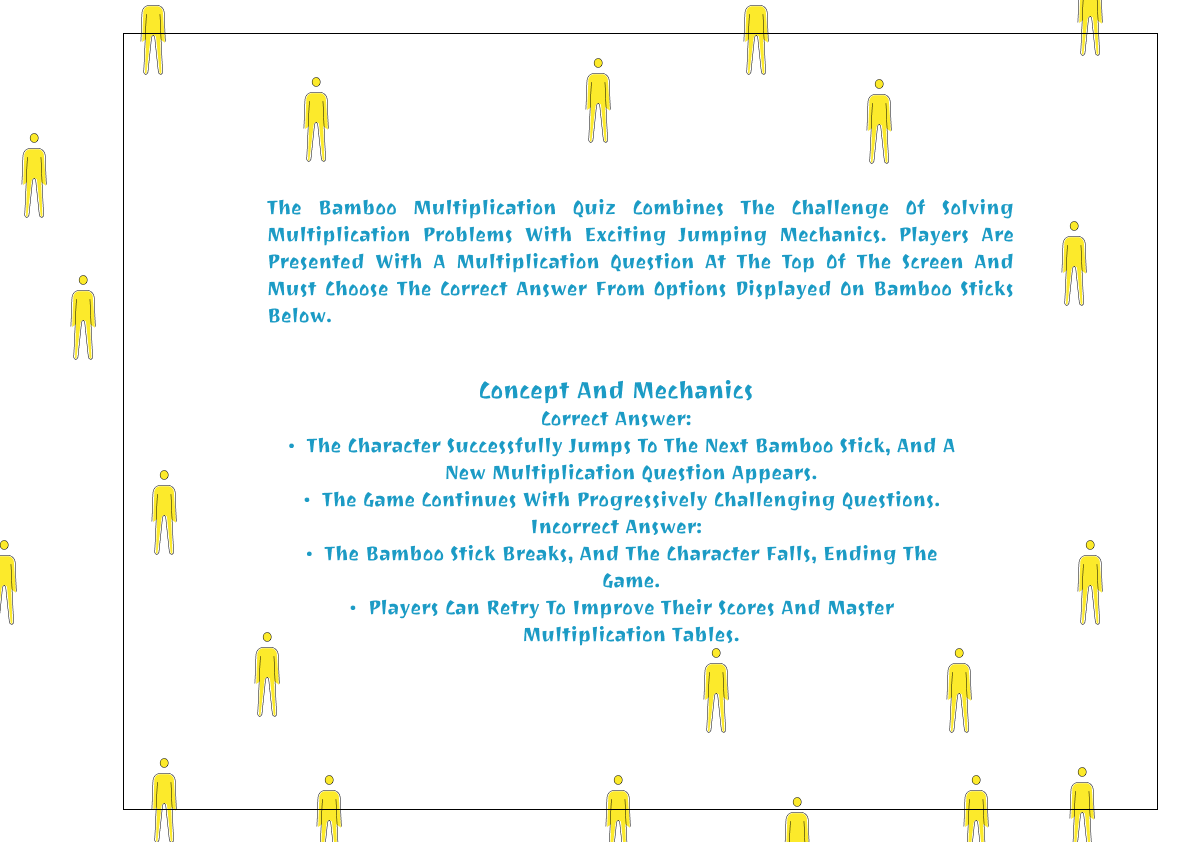 The Bamboo Multiplication Quiz Combines The Challenge Of Solving
Multiplication Problems With Exciting Jumping Mechanics. Players Are
Presented With A Multiplication Question At The Top Of The Screen And
Must Choose The Correct Answer From Options Displayed On Bamboo Sticks
Below.
Concept And Mechanics
Correct Answer:
• The Character Successfully Jumps To The Next Bamboo Stick, And A
New Multiplication Question Appears.
• The Game Continues With Progressively Challenging Questions.
Incorrect Answer:
• The Bamboo Stick Breaks, And The Character Falls, Ending The
Game.
• Players Can Retry To Improve Their Scores And Master
Multiplication Tables.